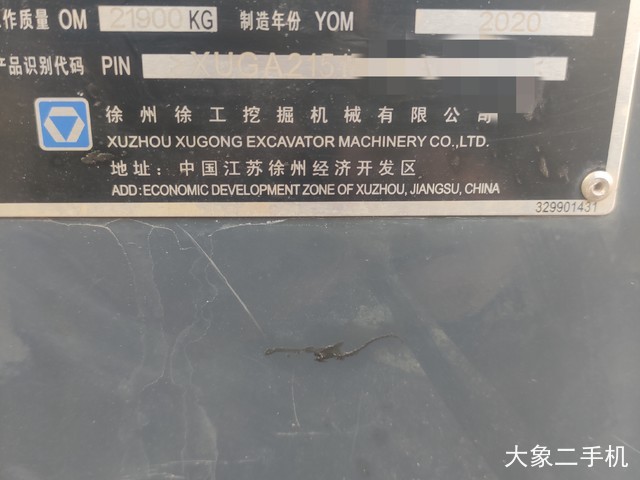 作质量 OM 21900 KG 制造年份 YOM 2020
产品识别代码 PIN XUGA215
徐州徐工挖掘机械有限公司
XUZHOU XUGONG EXCAVATOR MACHINERY CO.,LTD.
地址:中国江苏徐州经济开发区
ADD:ECONOMIC DEVELOPMENT ZONE OF XUZHOU, JIANGSU, CHINA
329901431
大象二手机